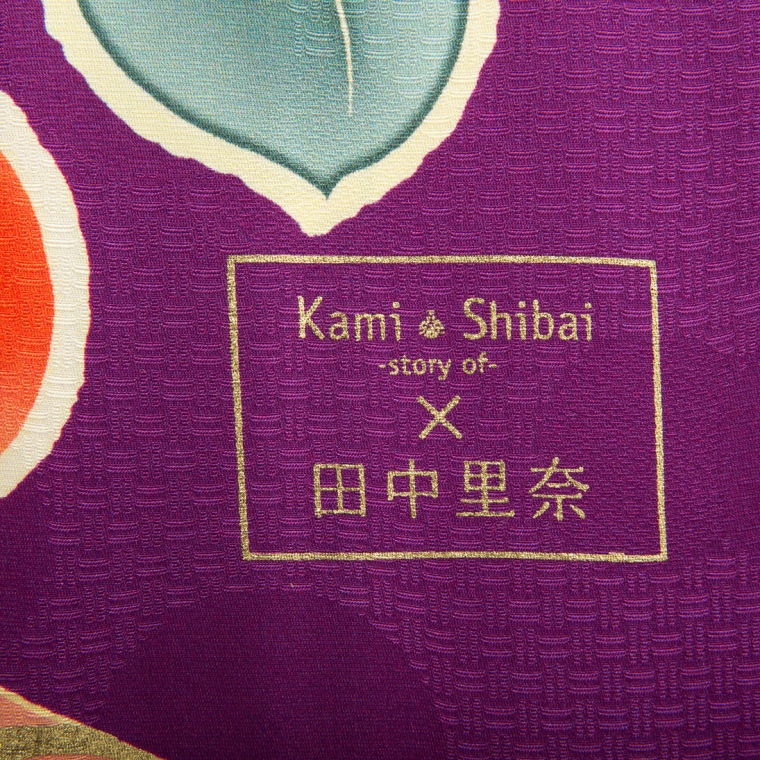 Kami Shibai
-story of-
×
田中里奈